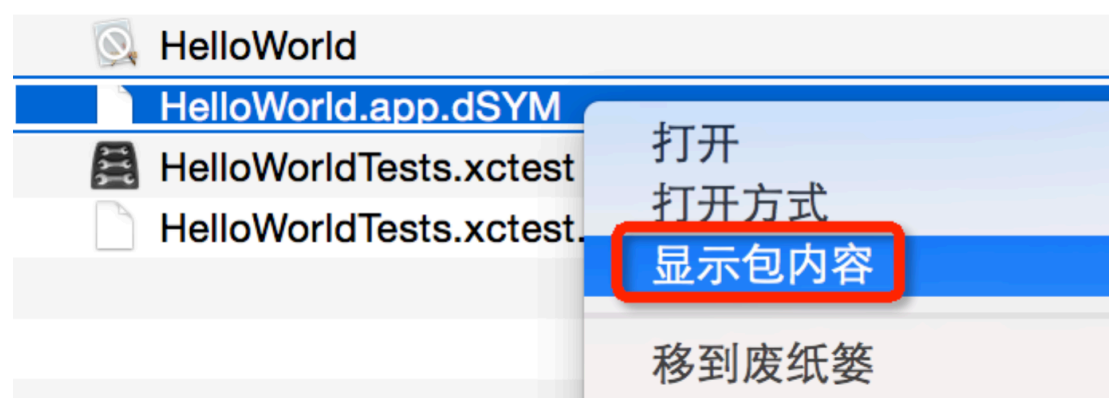 HelloWorld
HelloWorld.app.dSYM
HelloWorldTests.xctest
HelloWorldTests.xctest.
打开
打开方式
显示包内容
移到废纸篓